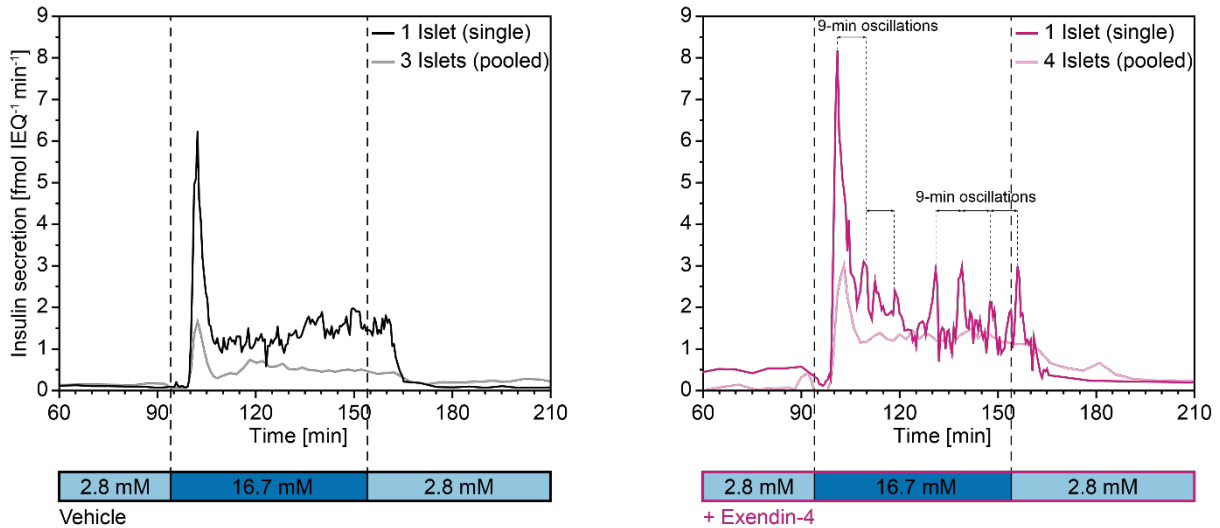 Insulin secretion [fmol IEQ⁻¹ min⁻¹]
9
8
7
6
5
4
3
2
1
0
1 Islet (single)
3 Islets (pooled)
60 90 120 150 180 210
Time [min]
2.8 mM 16.7 mM 2.8 mM
Vehicle
9
8
7
6
5
4
3
2
1
0
9-min oscillations
1 Islet (single)
4 Islets (pooled)
9-min oscillations
60 90 120 150 180 210
Time [min]
2.8 mM 16.7 mM 2.8 mM
+ Exendin-4